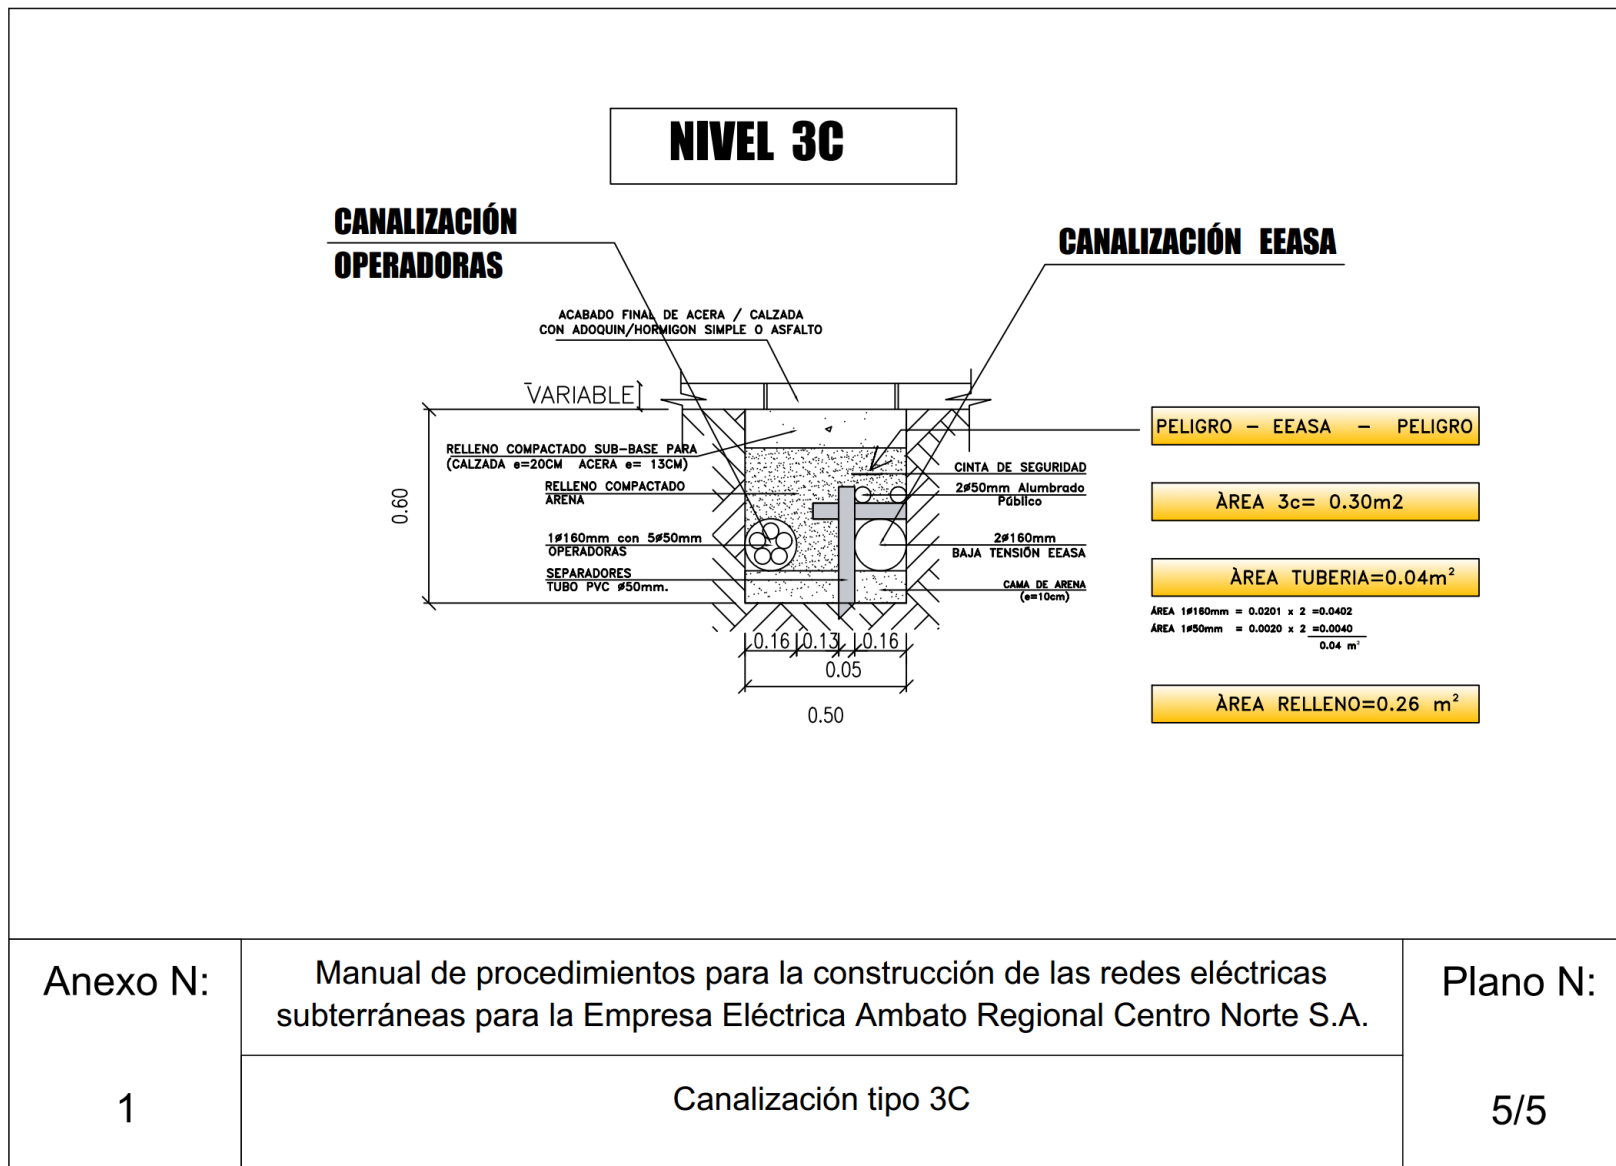 NIVEL 3C
CANALIZACIÓN
OPERADORAS
CANALIZACIÓN EEASA
ACABADO FINAL DE ACERA / CALZADA
CON ADOQUIN/HORMIGON SIMPLE O ASFALTO
VARIABLE
RELLENO COMPACTADO SUB-BASE PARA
(CALZADA e=20CM ACERA e= 13CM)
RELLENO COMPACTADO
ARENA
0.60
1ø160mm con 5ø50mm
OPERADORAS
SEPARADORES
TUBO PVC ø50mm.
CINTA DE SEGURIDAD
2ø50mm Alumbrado
Público
2ø160mm
BAJA TENSIÓN EEASA
CAMA DE ARENA
(e=10cm)
0.16 0.13 0.16
0.05
0.50
PELIGRO - EEASA - PELIGRO
ÀREA 3c= 0.30m2
ÀREA TUBERIA=0.04m²
ÁREA 1ø160mm = 0.0201 x 2 =0.0402
ÁREA 1ø50mm = 0.0020 x 2 =0.0040
0.04 m²
ÀREA RELLENO=0.26 m²
Anexo N:
1
Manual de procedimientos para la construcción de las redes eléctricas
subterráneas para la Empresa Eléctrica Ambato Regional Centro Norte S.A.
Canalización tipo 3C
Plano N:
5/5